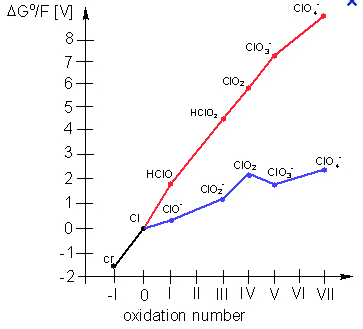 ΔG⁰/F [V]
8
7
6
5
4
3
2
1
0
-1
-2
ClO₄⁻
ClO₃⁻
ClO₂
HClO₂
HClO
Cl
Cl⁻
ClO⁻
ClO₂⁻
ClO₂
ClO₃⁻
ClO₄⁻
-I 0 I II III IV V VI VII
oxidation number